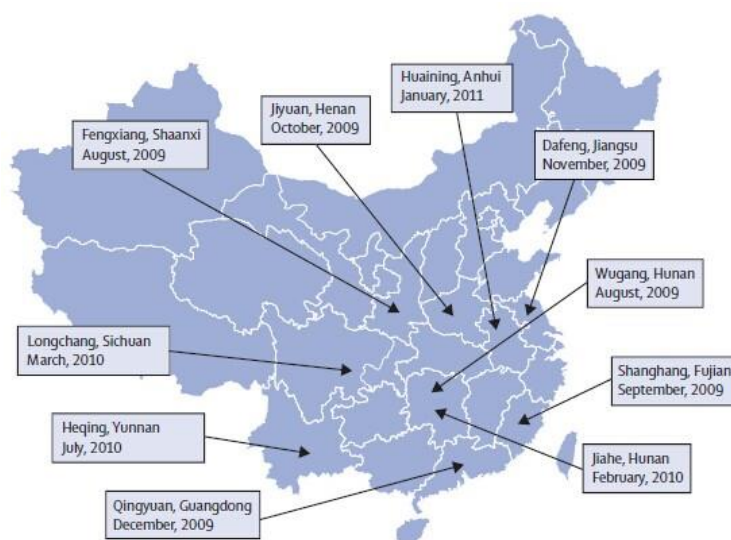 Huaining, Anhui
January, 2011
Jiyuan, Henan
October, 2009
Fengxiang, Shaanxi
August, 2009
Dafeng, Jiangsu
November, 2009
Wugang, Hunan
August, 2009
Longchang, Sichuan
March, 2010
Shanghang, Fujian
September, 2009
Heqing, Yunnan
July, 2010
Jiahe, Hunan
February, 2010
Qingyuan, Guangdong
December, 2009